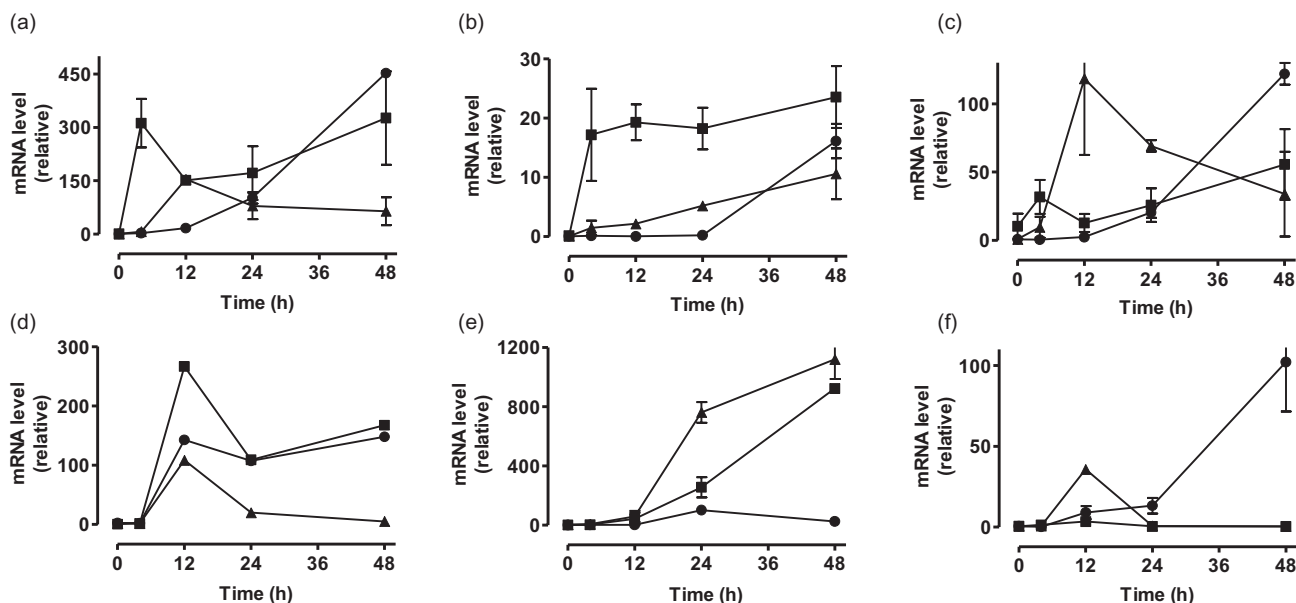 (a)
mRNA level
(relative)
450
300
150
0
0 12 24 36 48
Time (h)
(b)
mRNA level
(relative)
30
20
10
0
0 12 24 36 48
Time (h)
(c)
mRNA level
(relative)
100
50
0
0 12 24 36 48
Time (h)
(d)
mRNA level
(relative)
300
200
100
0
0 12 24 36 48
Time (h)
(e)
mRNA level
(relative)
1200
800
400
0
0 12 24 36 48
Time (h)
(f)
mRNA level
(relative)
100
50
0
0 12 24 36 48
Time (h)